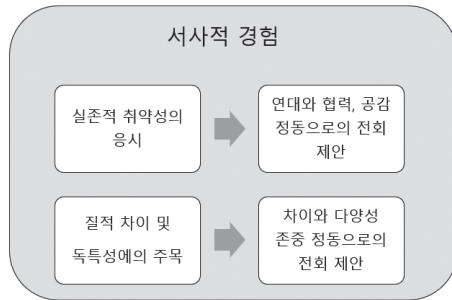 서사적 경험
실존적 취약성의
응시
연대와 협력, 공감
정동으로의 전회
제안
질적 차이 및
독특성에의 주목
차이와 다양성
존중 정동으로의
전회 제안